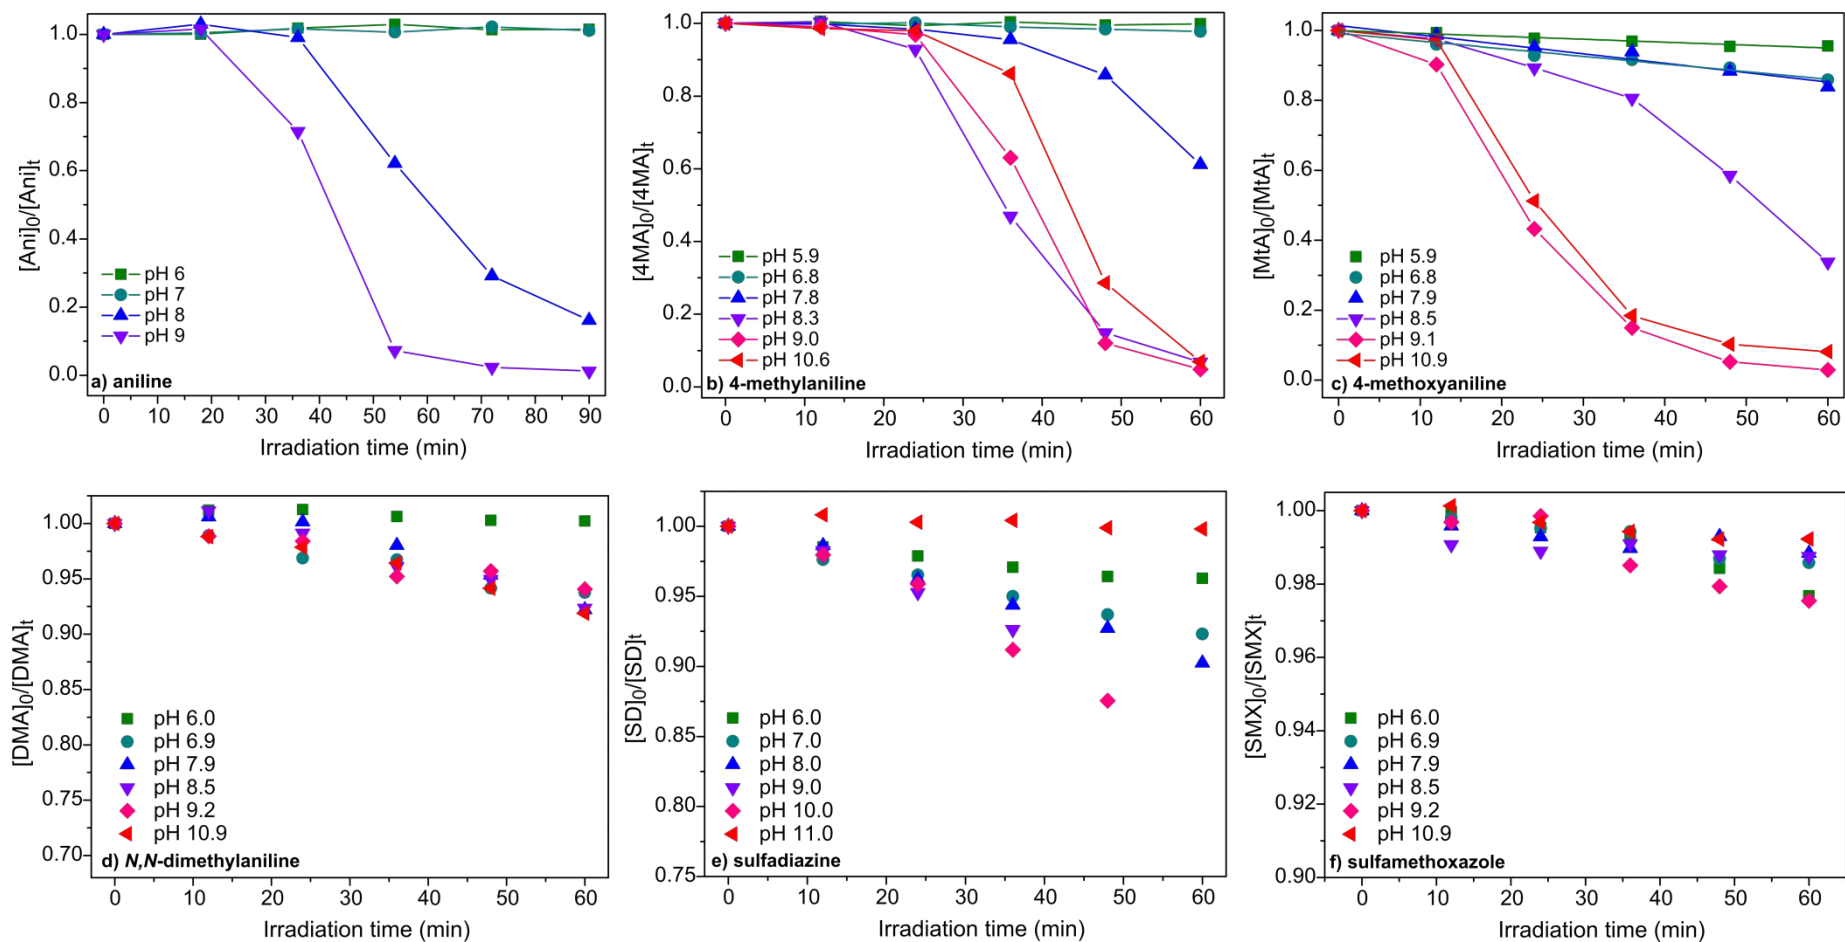 [Ani]0/[Ani]t
1.0
0.8
0.6
0.4
0.2
0.0
pH 6
pH 7
pH 8
pH 9
a) aniline
0 10 20 30 40 50 60 70 80 90
Irradiation time (min)
[4MA]0/[4MA]t
1.0
0.8
0.6
0.4
0.2
0.0
pH 5.9
pH 6.8
pH 7.8
pH 8.3
pH 9.0
pH 10.6
b) 4-methylaniline
0 10 20 30 40 50 60
Irradiation time (min)
[MtA]0/[MtA]t
1.0
0.8
0.6
0.4
0.2
0.0
pH 5.9
pH 6.8
pH 7.9
pH 8.5
pH 9.1
pH 10.9
c) 4-methoxyaniline
0 10 20 30 40 50 60
Irradiation time (min)
[DMA]0/[DMA]t
1.00
0.95
0.90
0.85
0.80
0.75
0.70
pH 6.0
pH 6.9
pH 7.9
pH 8.5
pH 9.2
pH 10.9
d) N,N-dimethylaniline
0 10 20 30 40 50 60
Irradiation time (min)
[SD]0/[SD]t
1.00
0.95
0.90
0.85
0.80
0.75
pH 6.0
pH 7.0
pH 8.0
pH 9.0
pH 10.0
pH 11.0
e) sulfadiazine
0 10 20 30 40 50 60
Irradiation time (min)
[SMX]0/[SMX]t
1.00
0.98
0.96
0.94
0.92
0.90
pH 6.0
pH 6.9
pH 7.9
pH 8.5
pH 9.2
pH 10.9
f) sulfamethoxazole
0 10 20 30 40 50 60
Irradiation time (min)